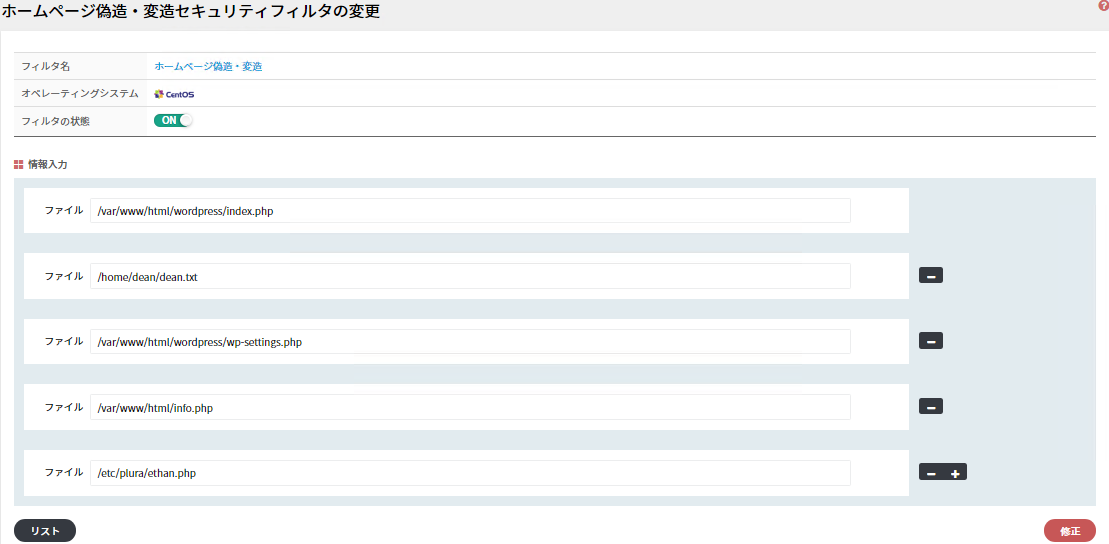 ホームページ偽造・変造セキュリティフィルタの変更
?
フィルタ名 ホームページ偽造・変造
オペレーティングシステム CentOS
フィルタの状態 ON
情報入力
ファイル /var/www/html/wordpress/index.php
ファイル /home/dean/dean.txt
ファイル /var/www/html/wordpress/wp-settings.php
ファイル /var/www/html/info.php
ファイル /etc/plura/ethan.php
リスト 修正